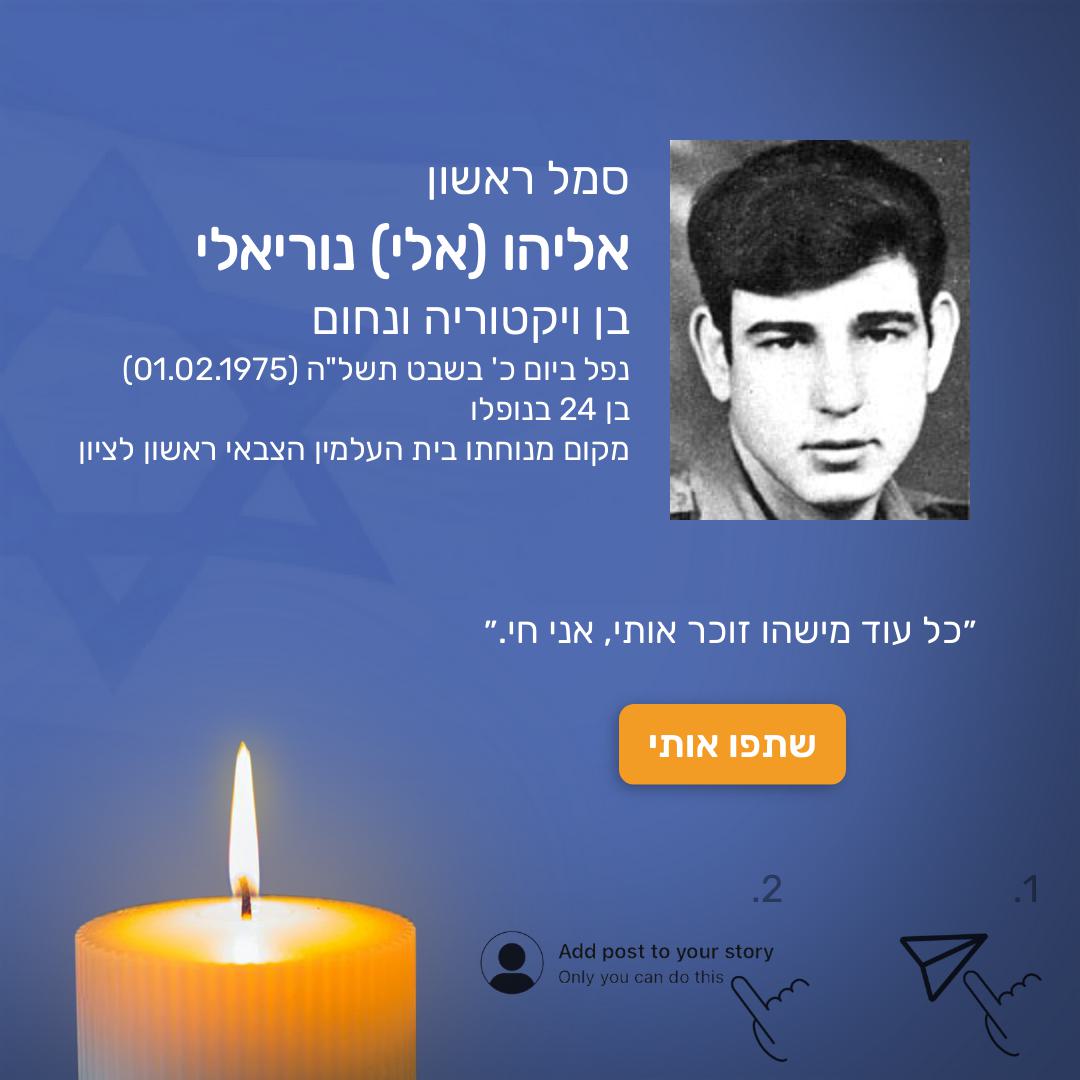 סמל ראשון
אליהו (אלי) נוריאלי
בן ויקטוריה ונחום
נפל ביום כ' בשבט תשל"ה (01.02.1975)
בן 24 בנופלו
מקום מנוחתו בית העלמין הצבאי ראשון לציון
״כל עוד מישהו זוכר אותי, אני חי.״
שתפו אותי
.1
.2
Add post to your story
Only you can do this